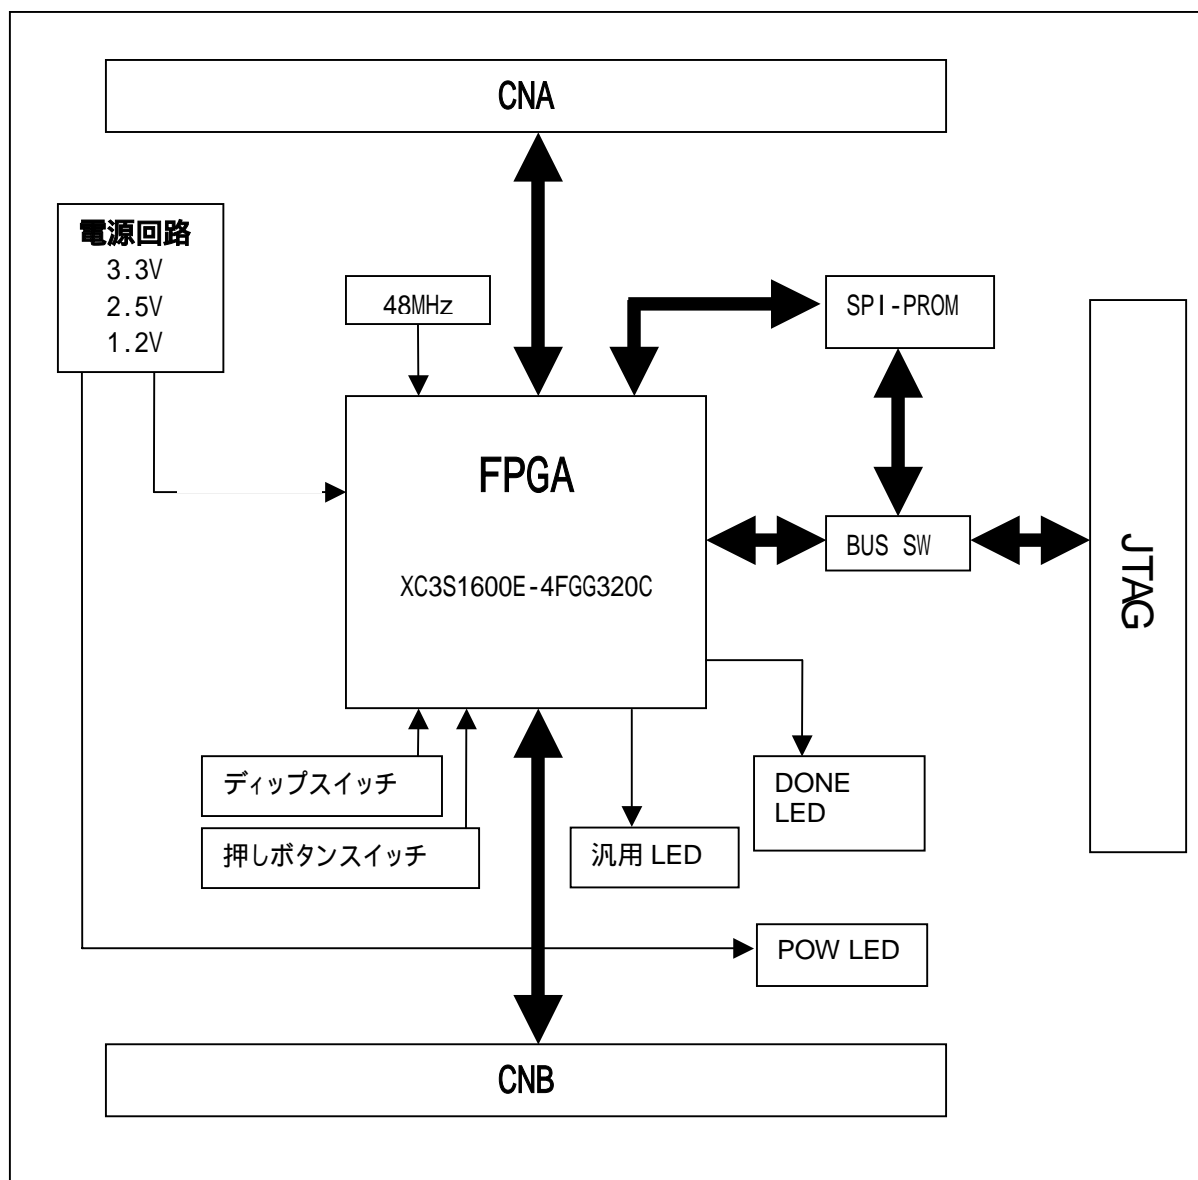 CNA
電源回路
3.3V
2.5V
1.2V
48MHz
SPI-PROM
FPGA
XC3S1600E-4FGG320C
BUS SW
JTAG
ディップスイッチ
押しボタンスイッチ
汎用 LED
DONE
LED
POW LED
CNB